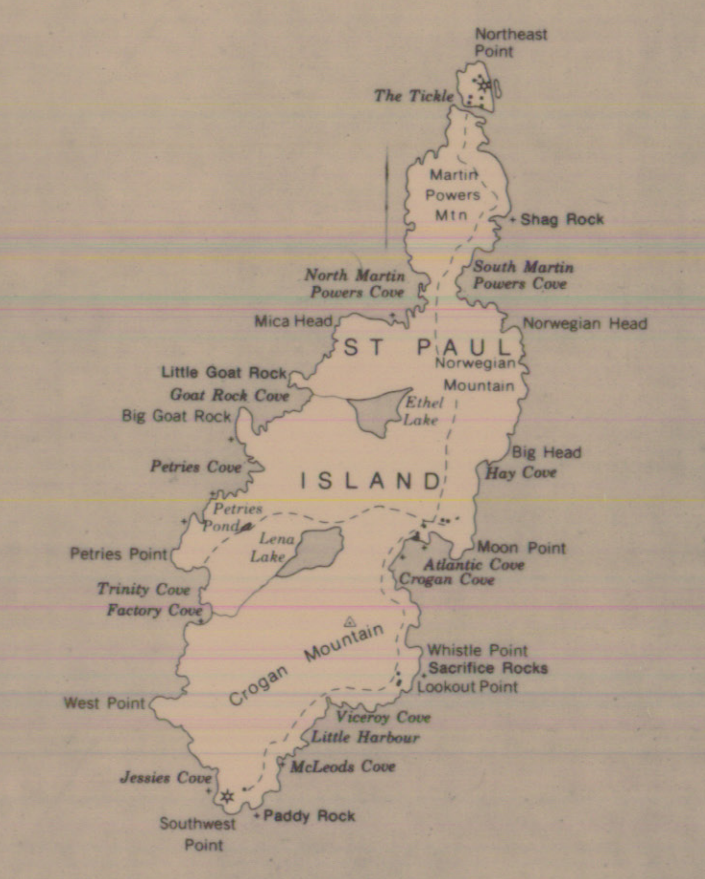 Northeast
Point
The Tickle
Martin
Powers
Mtn
Shag Rock
North Martin
Powers Cove
South Martin
Powers Cove
Mica Head
Norwegian Head
ST PAUL
Norwegian
Mountain
Little Goat Rock
Goat Rock Cove
Ethel
Lake
Big Goat Rock
Big Head
Petries Cove
Hay Cove
ISLAND
Petries
Pond
Lena
Lake
Petries Point
Moon Point
Atlantic Cove
Crogan Cove
Trinity Cove
Factory Cove
Crogan Mountain
Whistle Point
Sacrifice Rocks
Lookout Point
West Point
Viceroy Cove
Little Harbour
McLeods Cove
Jessies Cove
Paddy Rock
Southwest
Point